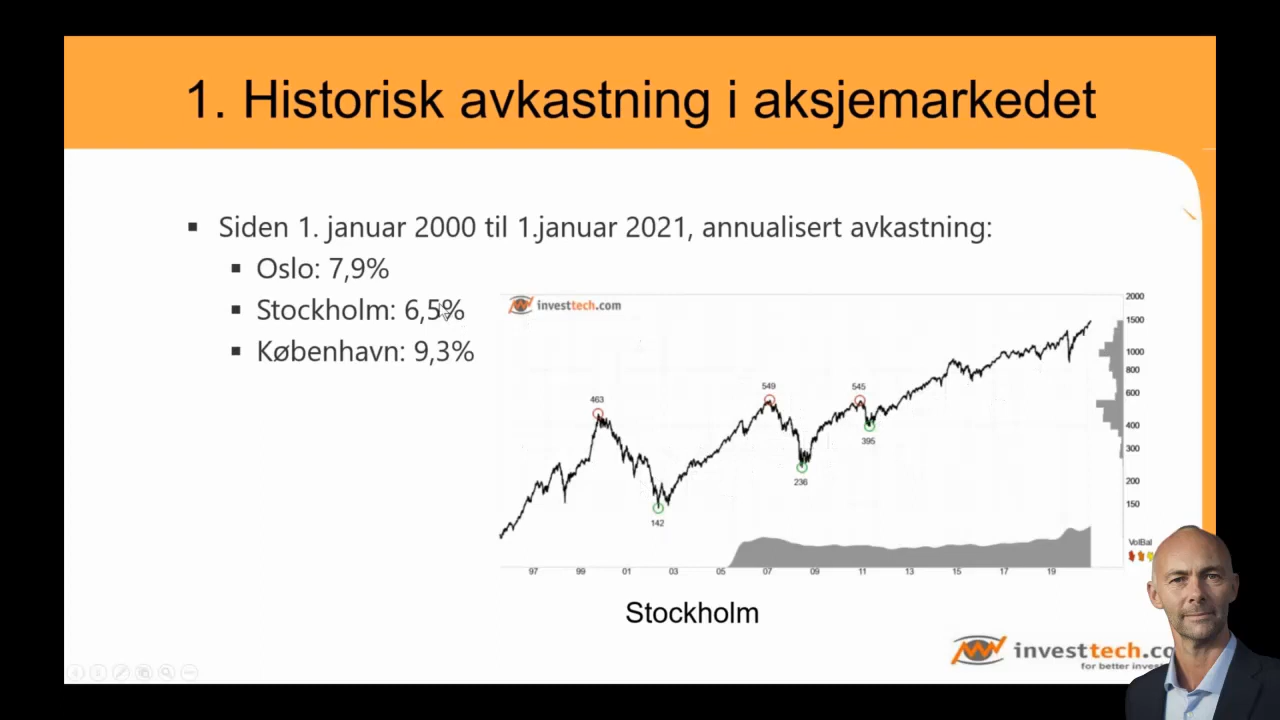 1. Historisk avkastning i aksjemarkedet
Siden 1. januar 2000 til 1.januar 2021, annualisert avkastning:
Oslo: 7,9%
Stockholm: 6,5%
København: 9,3%
investtech.com
2000
1500
1000
800
600
400
300
200
150
463
549
545
395
236
142
VolBal
97 99 01 03 05 07 09 11 13 15 17 19
Stockholm
investtech.co
for better inves